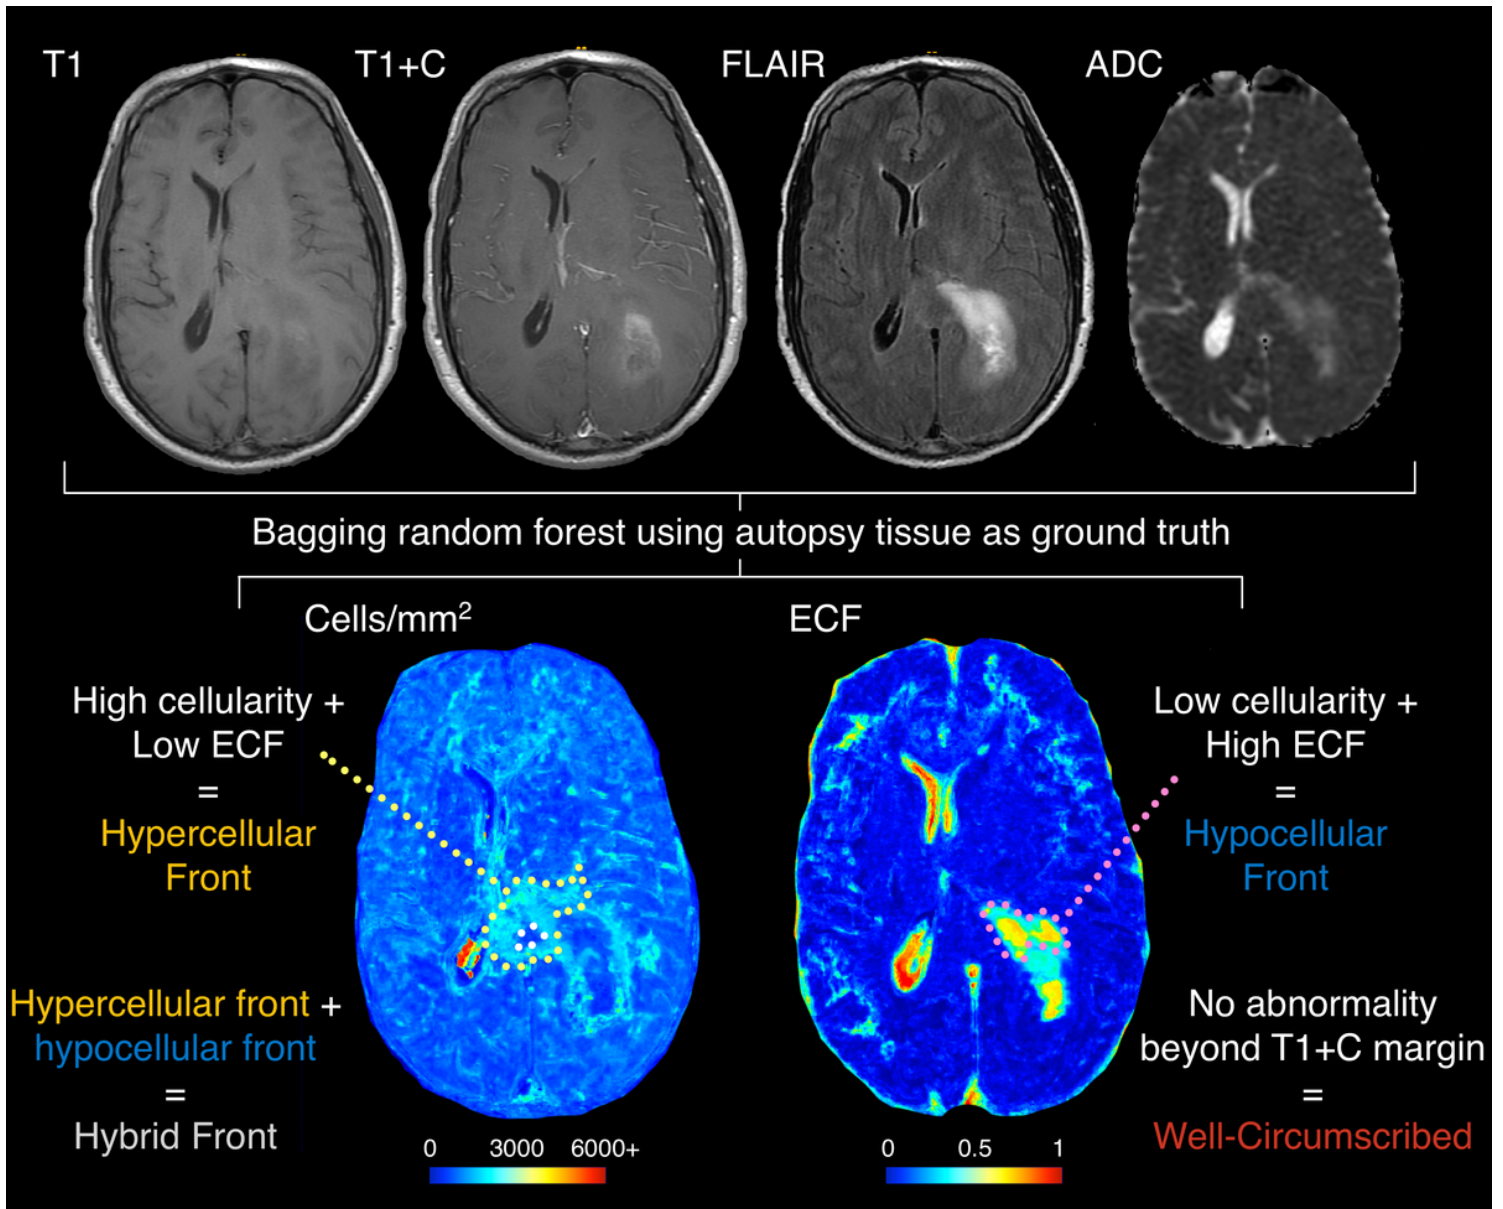 T1
T1+C
FLAIR
ADC
Bagging random forest using autopsy tissue as ground truth
Cells/mm²
ECF
High cellularity +
Low ECF
=
Hypercellular
Front
Hypercellular front +
hypocellular front
=
Hybrid Front
Low cellularity +
High ECF
=
Hypocellular
Front
No abnormality
beyond T1+C margin
=
Well-Circumscribed
0 3000 6000+
0 0.5 1